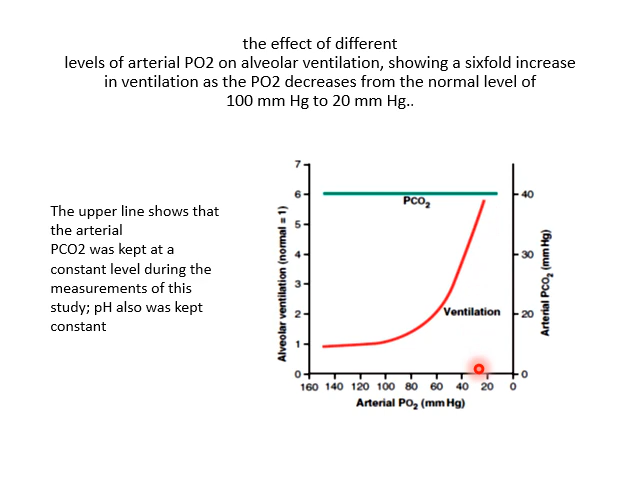 the effect of different
levels of arterial PO2 on alveolar ventilation, showing a sixfold increase
in ventilation as the PO2 decreases from the normal level of
100 mm Hg to 20 mm Hg..
The upper line shows that
the arterial
PCO2 was kept at a
constant level during the
measurements of this
study; pH also was kept
constant
Alveolar ventilation (normal = 1)
7
6
5
4
3
2
1
0
PCO₂
Ventilation
40
30
20
0
Arterial PCO₂ (mm Hg)
160 140 120 100 80 60 40 20 0
Arterial PO₂ (mm Hg)